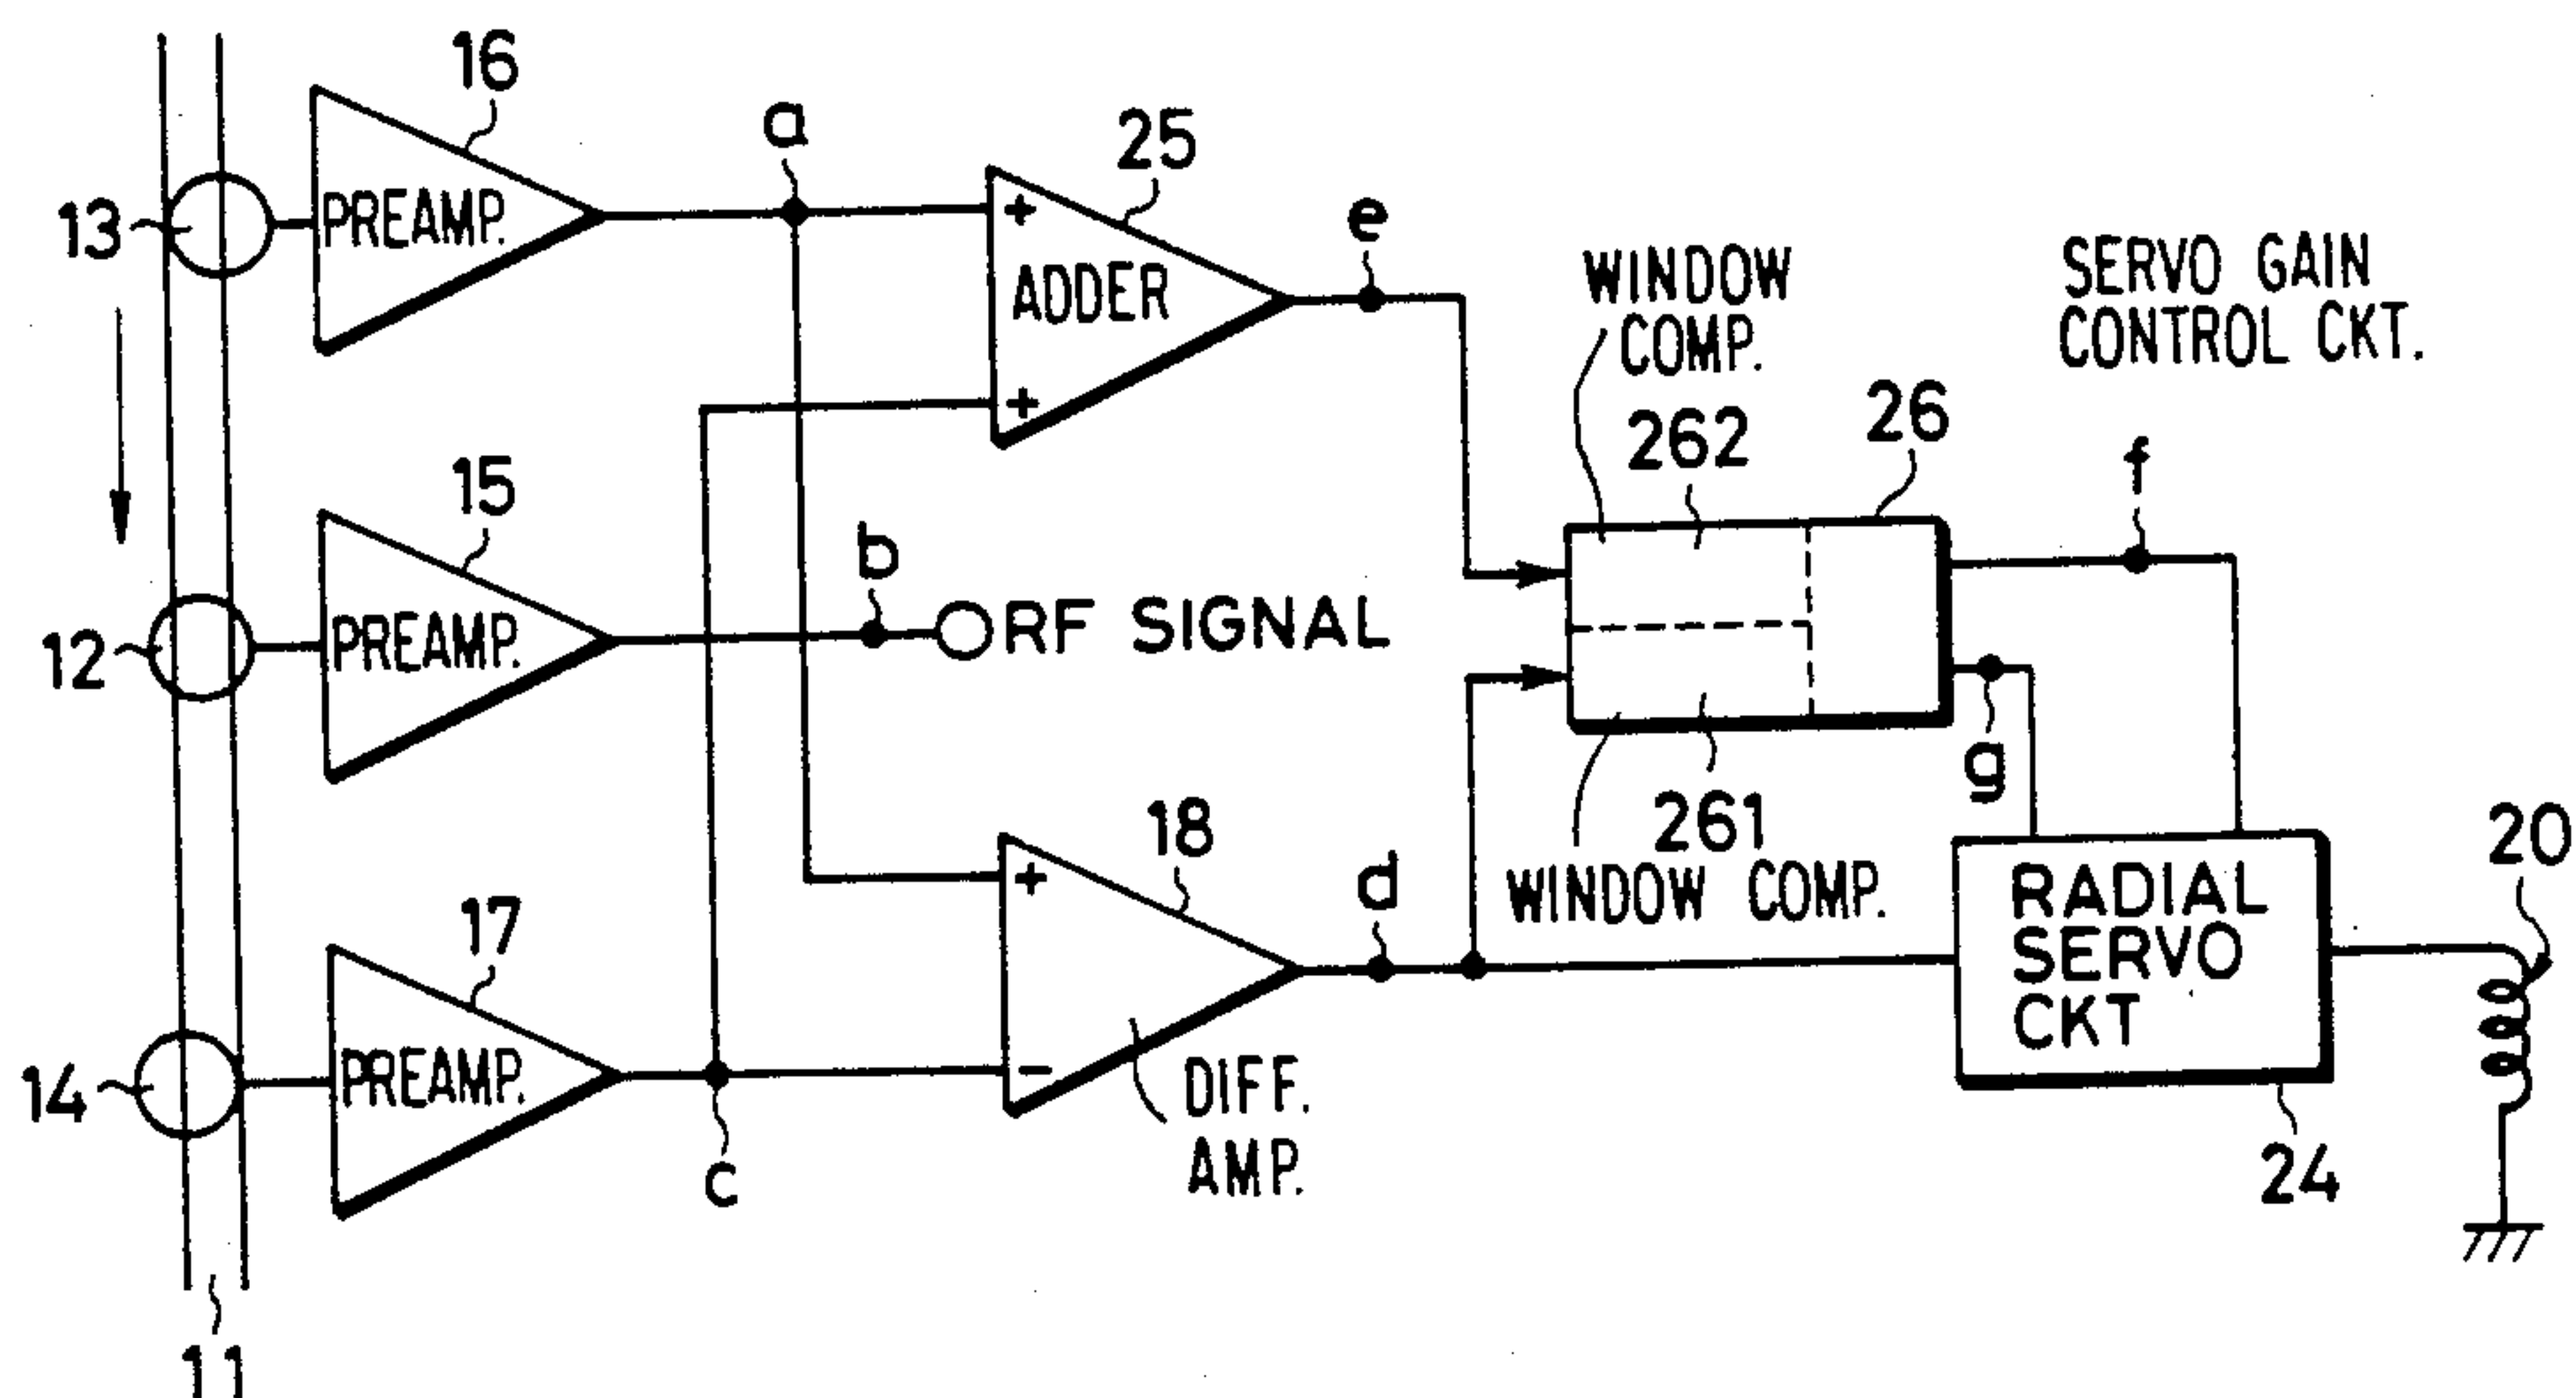 16
a
25
13
PREAMP.
+
ADDER
+
e
WINDOW
COMP.
SERVO GAIN
CONTROL CKT.
262
26
f
15
b
12
PREAMP.
RF SIGNAL
g
261
WINDOW COMP.
18
+
-
d
20
RADIAL
SERVO
CKT
17
14
PREAMP.
DIFF.
AMP.
c
24
11